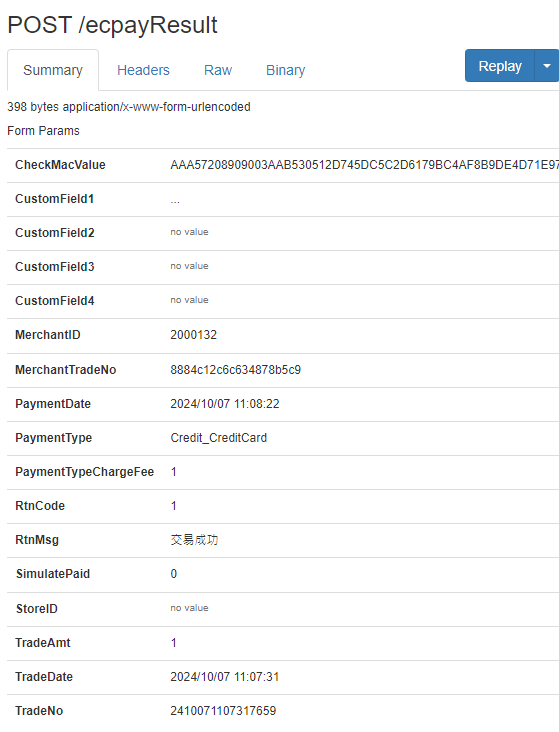 POST /ecpayResult
Summary Headers Raw Binary Replay
398 bytes application/x-www-form-urlencoded
Form Params
CheckMacValue AAA57208909003AAB530512D745DC5C2D6179BC4AF8B9DE4D71E97
CustomField1 ...
CustomField2 no value
CustomField3 no value
CustomField4 no value
MerchantID 2000132
MerchantTradeNo 8884c12c6c634878b5c9
PaymentDate 2024/10/07 11:08:22
PaymentType Credit_CreditCard
PaymentTypeChargeFee 1
RtnCode 1
RtnMsg 交易成功
SimulatePaid 0
StoreID no value
TradeAmt 1
TradeDate 2024/10/07 11:07:31
TradeNo 2410071107317659